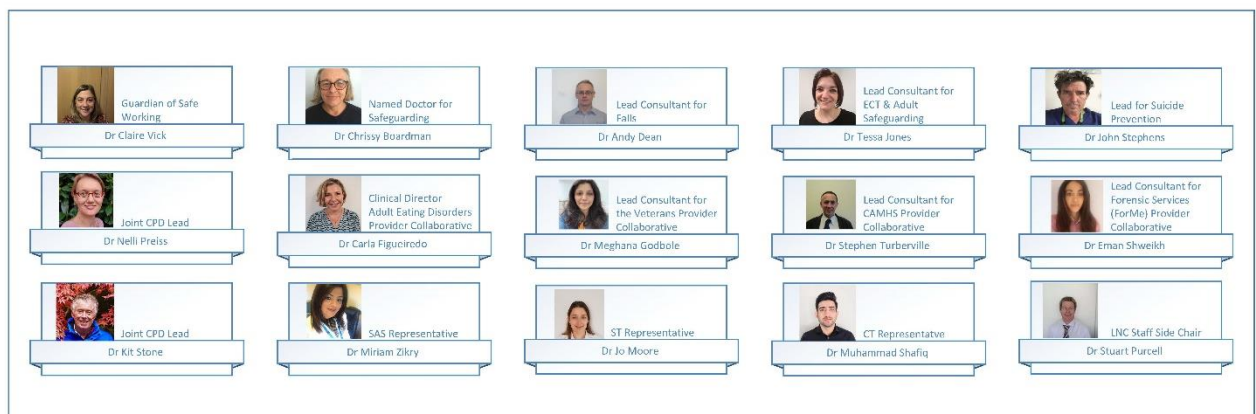 Guardian of Safe
Working
Dr Claire Vick
Named Doctor for
Safeguarding
Dr Chrissy Boardman
Lead Consultant for
Falls
Dr Andy Dean
Lead Consultant for
ECT & Adult
Safeguarding
Dr Tessa Jones
Lead for Suicide
Prevention
Dr John Stephens
Joint CPD Lead
Dr Nelli Preiss
Clinical Director
Adult Eating Disorders
Provider Collaborative
Dr Carla Figueiredo
Lead Consultant for
the Veterans Provider
Collaborative
Dr Meghana Godbole
Lead Consultant for
CAMHS Provider
Collaborative
Dr Stephen Turberville
Lead Consultant for
Forensic Services
(ForMe) Provider
Collaborative
Dr Eman Shweikh
Joint CPD Lead
Dr Kit Stone
SAS Representative
Dr Miriam Zikry
ST Representative
Dr Jo Moore
CT Representatve
Dr Muhammad Shafiq
LNC Staff Side Chair
Dr Stuart Purcell